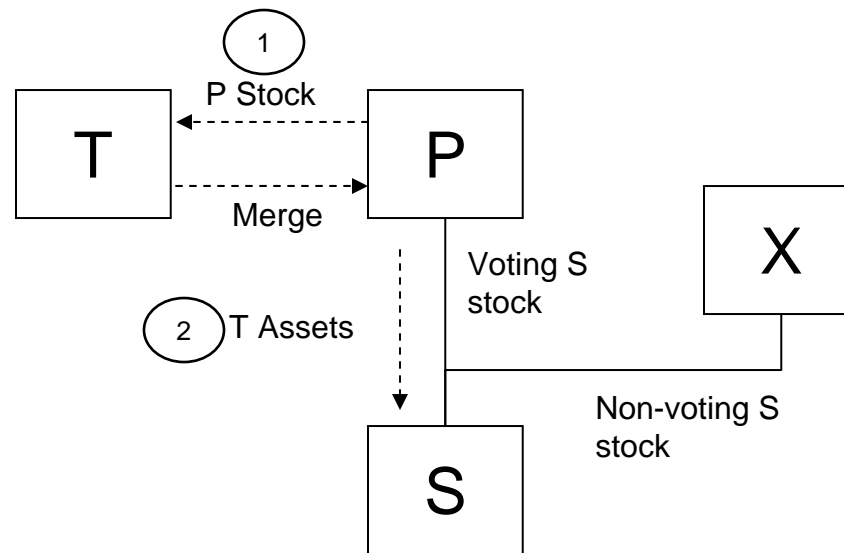 1
P Stock
T
P
Merge
X
Voting S
stock
2
T Assets
Non-voting S
stock
S